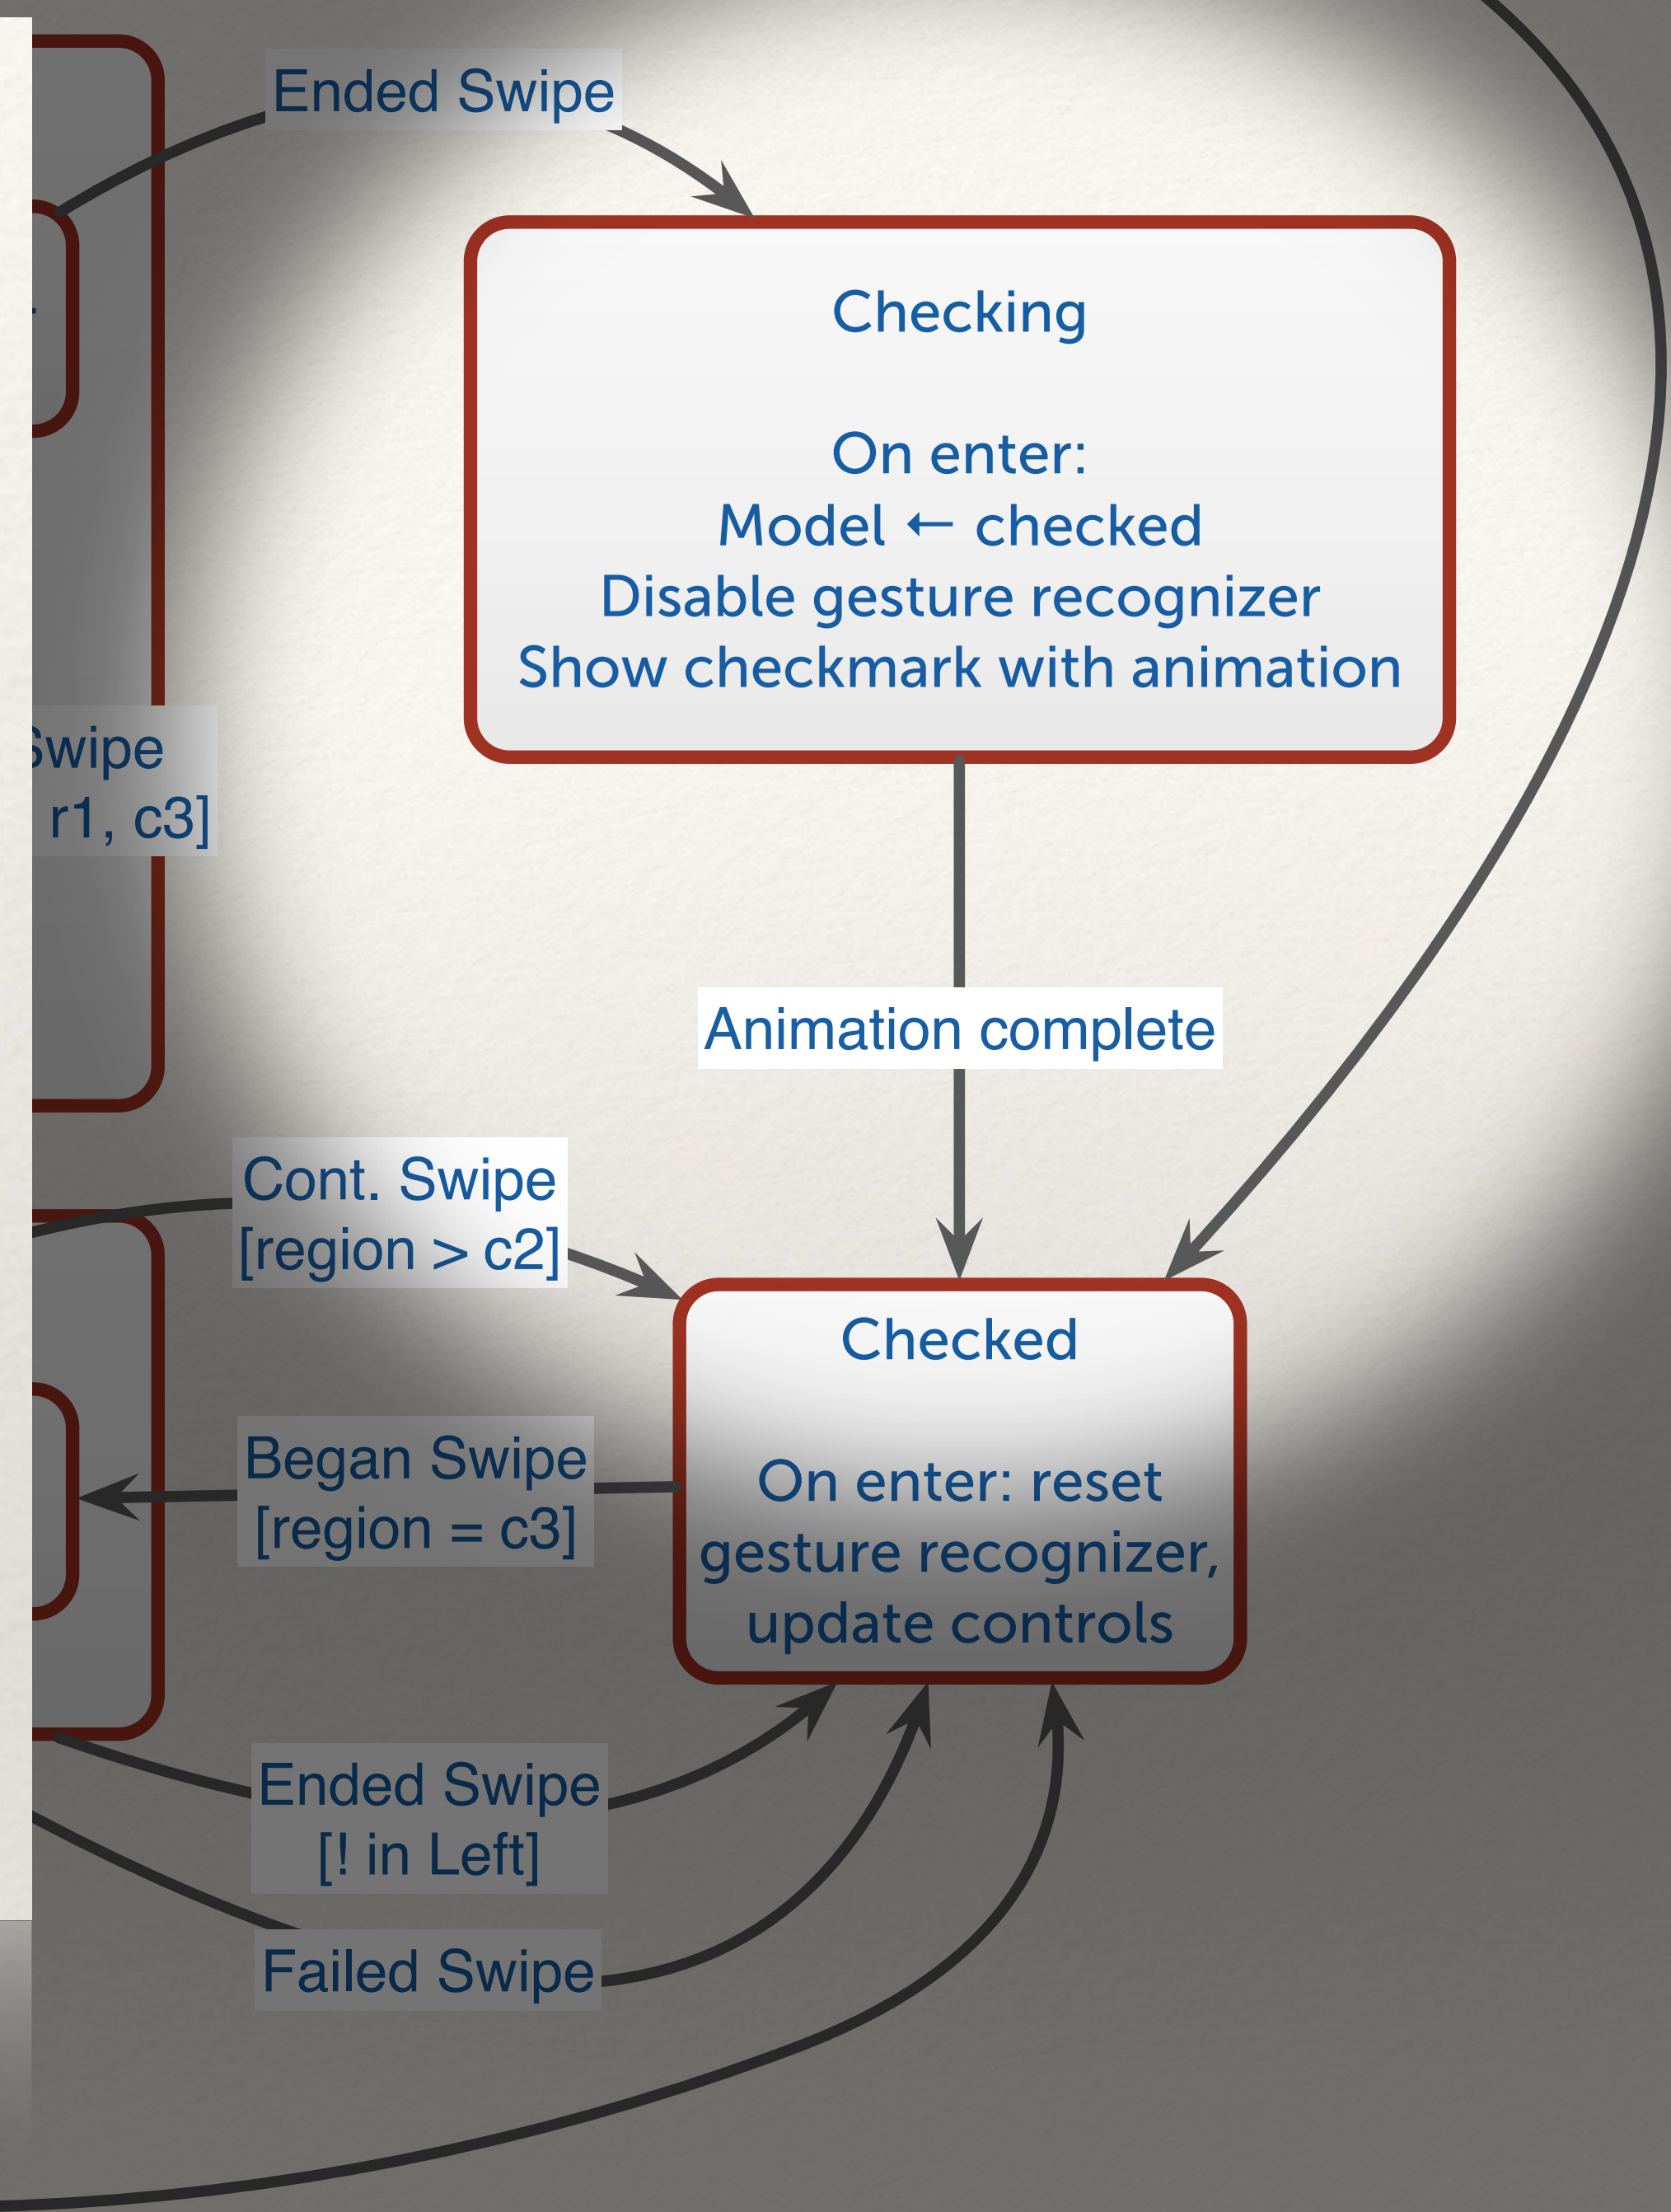 Ended Swipe
Checking
On enter:
Model ← checked
Disable gesture recognizer
Show checkmark with animation
Swipe
r1, c3]
Animation complete
Cont. Swipe
[region > c2]
Checked
On enter: reset
gesture recognizer,
update controls
Began Swipe
[region = c3]
Ended Swipe
[! in Left]
Failed Swipe